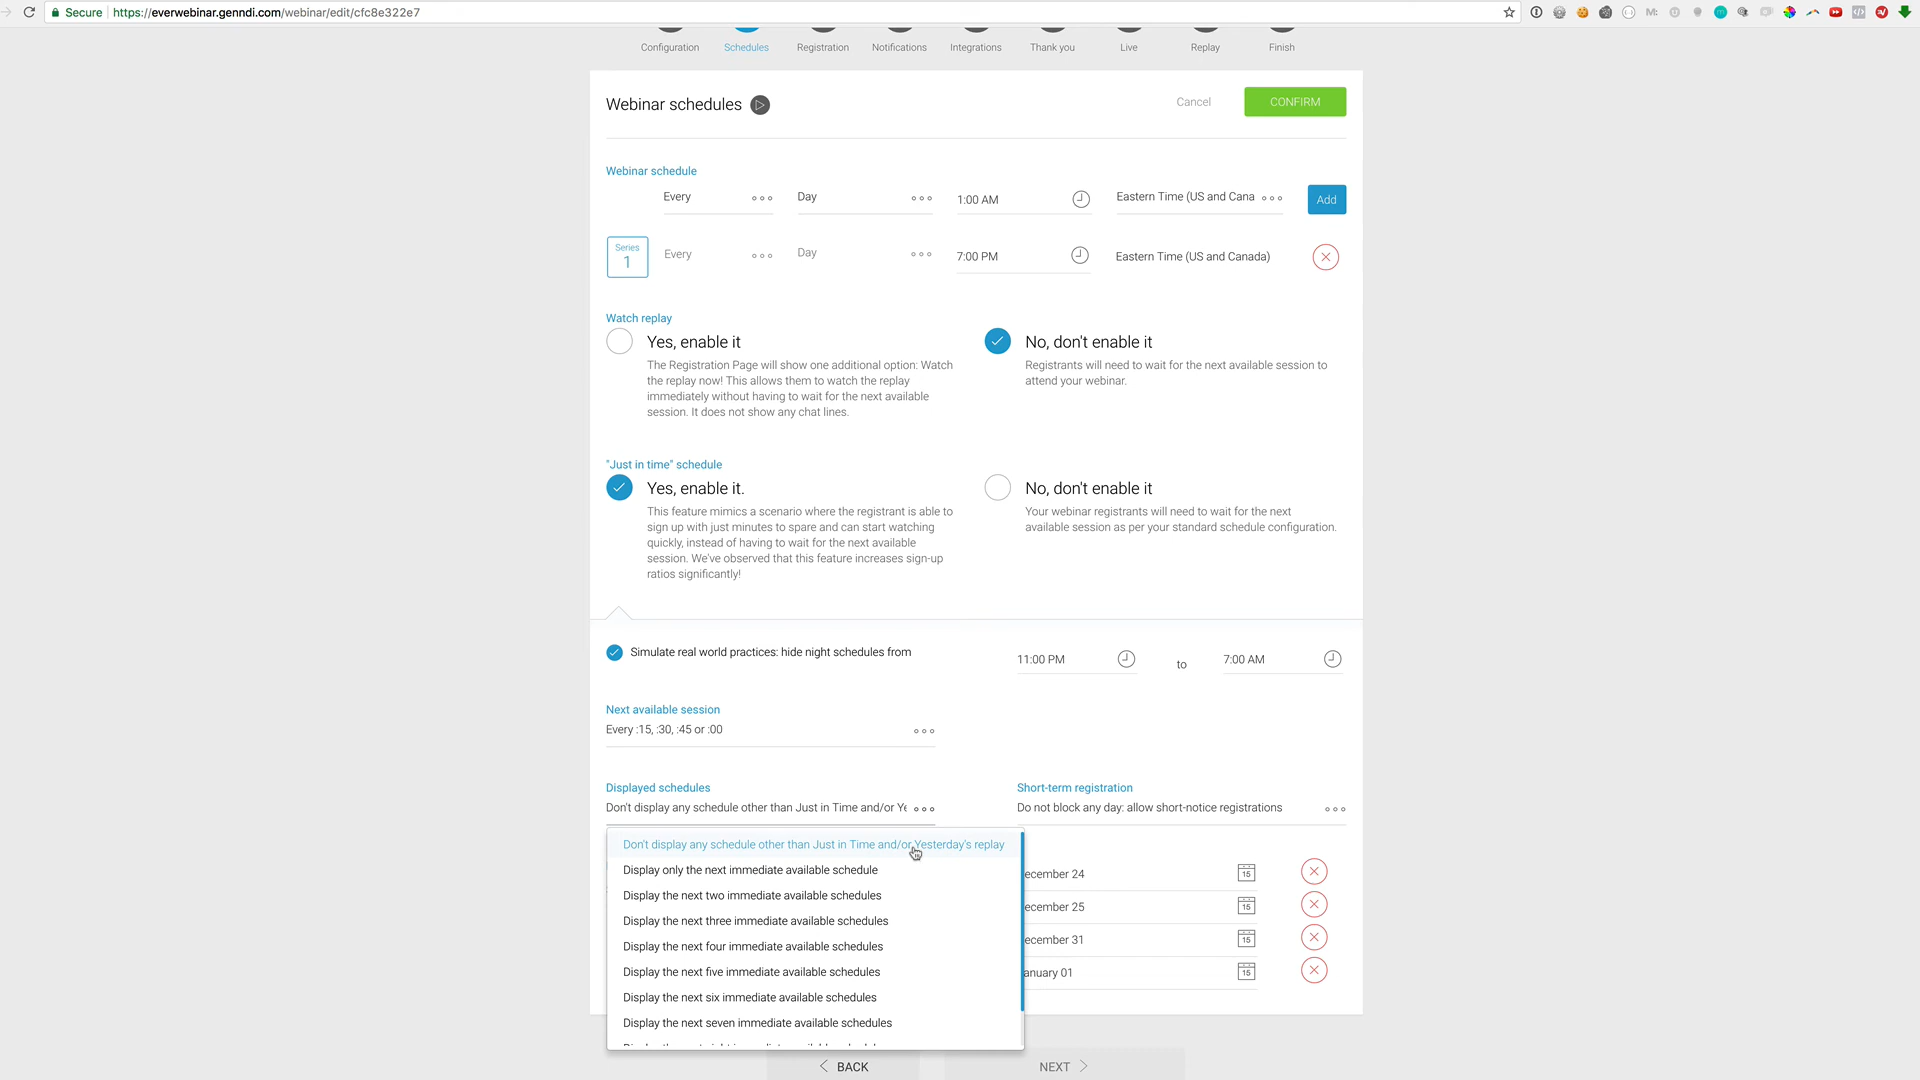 Secure https://everwebinar.genndi.com/webinar/edit/cfc8e322e7
Configuration Schedules Registration Notifications Integrations Thank you Live Replay Finish
Webinar schedules Cancel CONFIRM
Webinar schedule
Every Day 1:00 AM Eastern Time (US and Cana Add
Series
1 Every Day 7:00 PM Eastern Time (US and Canada)
Watch replay
Yes, enable it
The Registration Page will show one additional option: Watch
the replay now! This allows them to watch the replay
immediately without having to wait for the next available
session. It does not show any chat lines.
No, don't enable it
Registrants will need to wait for the next available session to
attend your webinar.
"Just in time" schedule
Yes, enable it.
This feature mimics a scenario where the registrant is able to
sign up with just minutes to spare and can start watching
quickly, instead of having to wait for the next available
session. We've observed that this feature increases sign-up
ratios significantly!
No, don't enable it
Your webinar registrants will need to wait for the next
available session as per your standard schedule configuration.
Simulate real world practices: hide night schedules from 11:00 PM to 7:00 AM
Next available session
Every :15, :30, :45 or :00
Displayed schedules
Don't display any schedule other than Just in Time and/or Ye
Short-term registration
Do not block any day: allow short-notice registrations
Don't display any schedule other than Just in Time and/or Yesterday's replay
Display only the next immediate available schedule
Display the next two immediate available schedules
Display the next three immediate available schedules
Display the next four immediate available schedules
Display the next five immediate available schedules
Display the next six immediate available schedules
Display the next seven immediate available schedules
ecember 24 15
ecember 25 15
ecember 31 15
anuary 01 15
BACK NEXT